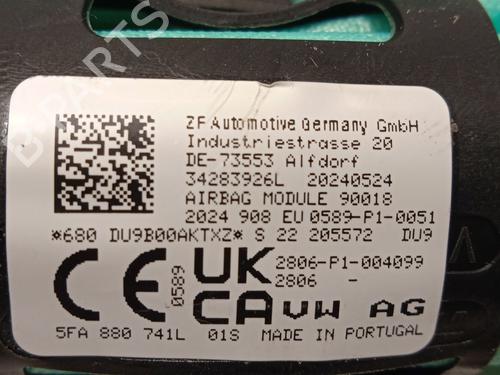 ZF Automotive Germany GmbH
Industriestrasse 20
DE-73553 Alfdorf
34283926L 20240524
AIRBAG MODULE 90018
2024 908 EU 0589-P1-0051
*680 DU9B00AKTXZ* S 22 205572 DU9
CE 0589 UK CA
2806-P1-004099
2806 -
VW AG
5FA 880 741L 01S MADE IN PORTUGAL
B-PARTS